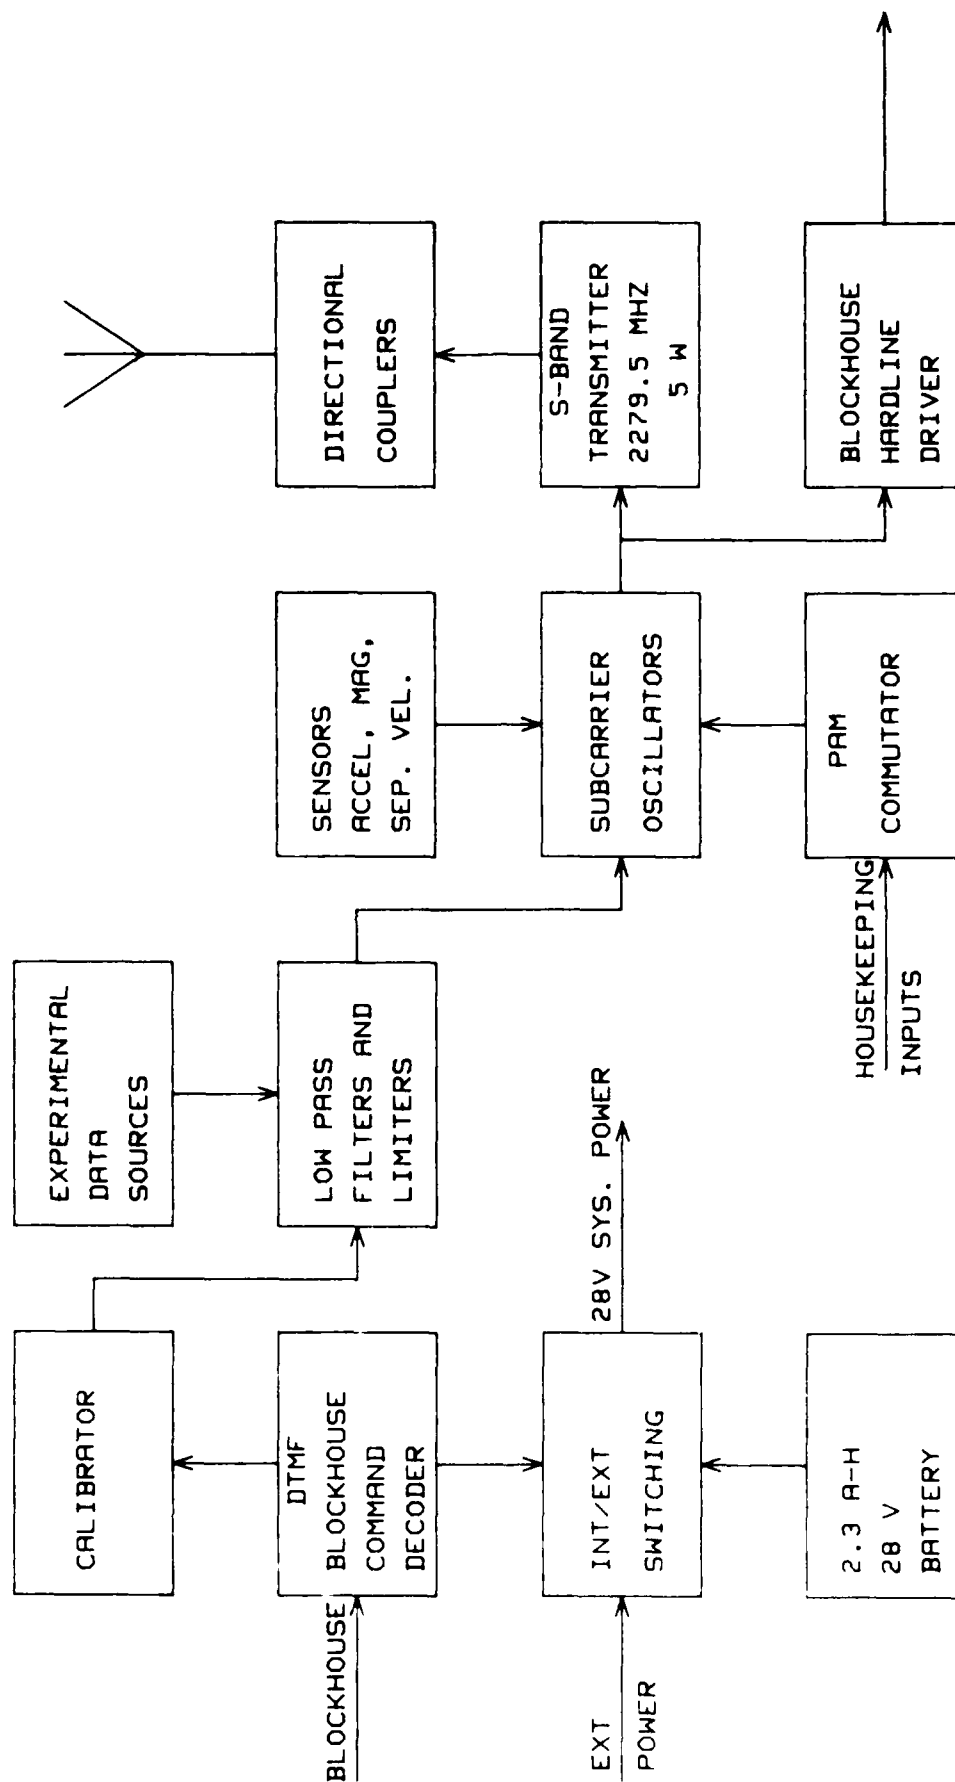 CALIBRATOR
EXPERIMENTAL
DATA
SOURCES
BLOCKHOUSE
DTMF
BLOCKHOUSE
COMMAND
DECODER
LOW PASS
FILTERS AND
LIMITERS
SENSORS
ACCEL, MAG,
SEP. VEL.
DIRECTIONAL
COUPLERS
EXT
POWER
INT/EXT
SWITCHING
28V SYS. POWER
SUBCARRIER
OSCILLATORS
S-BAND
TRANSMITTER
2279.5 MHZ
5 W
2.3 A-H
28 V
BATTERY
HOUSEKEEPING
INPUTS
PAM
COMMUTATOR
BLOCKHOUSE
HARDLINE
DRIVER